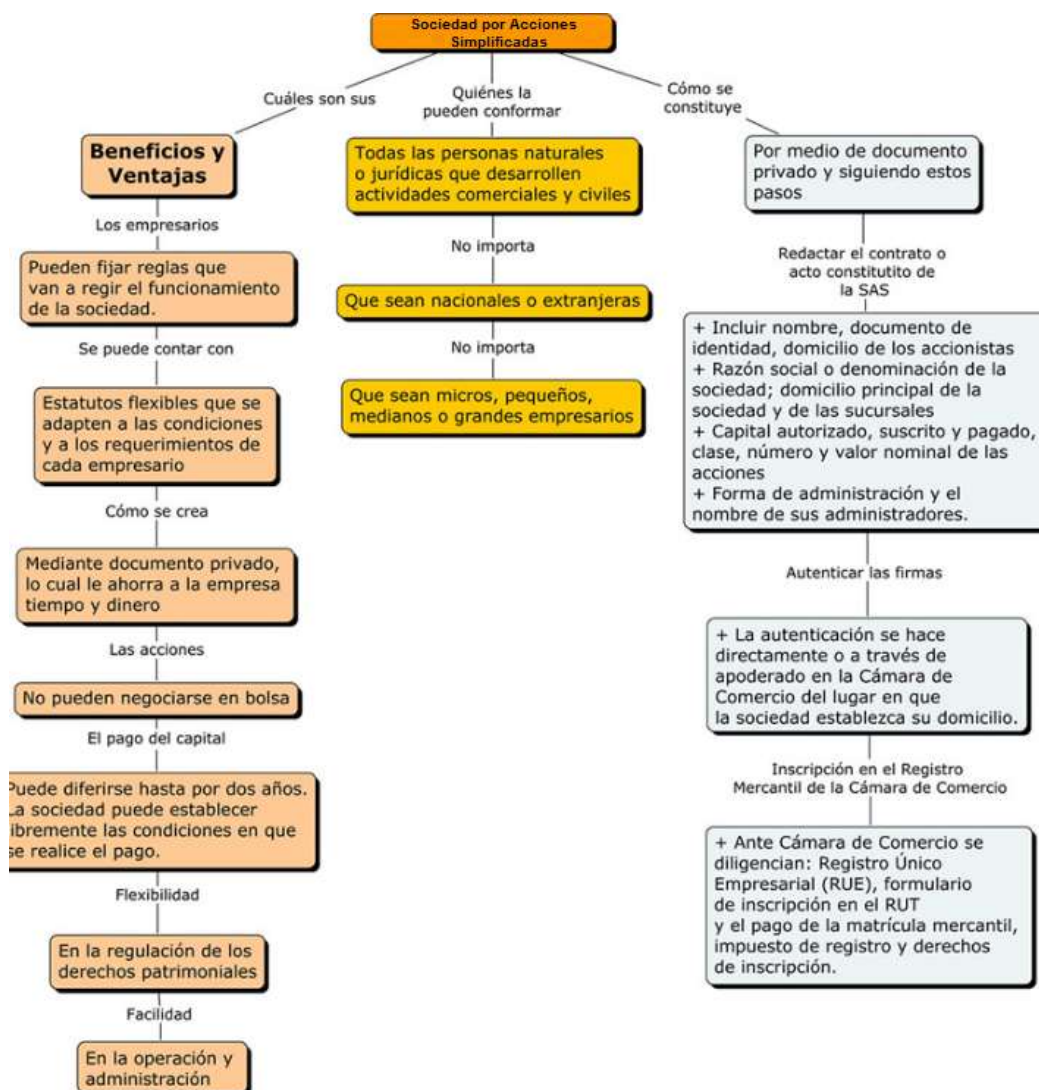 Sociedad por Acciones
Simplificadas
Cuáles son sus
Beneficios y
Ventajas
Los empresarios
Pueden fijar reglas que
van a regir el funcionamiento
de la sociedad.
Se puede contar con
Estatutos flexibles que se
adapten a las condiciones
y a los requerimientos de
cada empresario
Cómo se crea
Mediante documento privado,
lo cual le ahorra a la empresa
tiempo y dinero
Las acciones
No pueden negociarse en bolsa
El pago del capital
Puede diferirse hasta por dos años.
La sociedad puede establecer
libremente las condiciones en que
se realice el pago.
Flexibilidad
En la regulación de los
derechos patrimoniales
Facilidad
En la operación y
administración
Quiénes la
pueden conformar
Todas las personas naturales
o jurídicas que desarrollen
actividades comerciales y civiles
No importa
Que sean nacionales o extranjeras
No importa
Que sean micros, pequeños,
medianos o grandes empresarios
Cómo se
constituye
Por medio de documento
privado y siguiendo estos
pasos
Redactar el contrato o
acto constitutito de
la SAS
+ Incluir nombre, documento de
identidad, domicilio de los accionistas
+ Razón social o denominación de la
sociedad; domicilio principal de la
sociedad y de las sucursales
+ Capital autorizado, suscrito y pagado,
clase, número y valor nominal de las
acciones
+ Forma de administración y el
nombre de sus administradores.
Autenticar las firmas
+ La autenticación se hace
directamente o a través de
apoderado en la Cámara de
Comercio del lugar en que
la sociedad establezca su domicilio.
Inscripción en el Registro
Mercantil de la Cámara de Comercio
+ Ante Cámara de Comercio se
diligencian: Registro Único
Empresarial (RUE), formulario
de inscripción en el RUT
y el pago de la matrícula mercantil,
impuesto de registro y derechos
de inscripción.